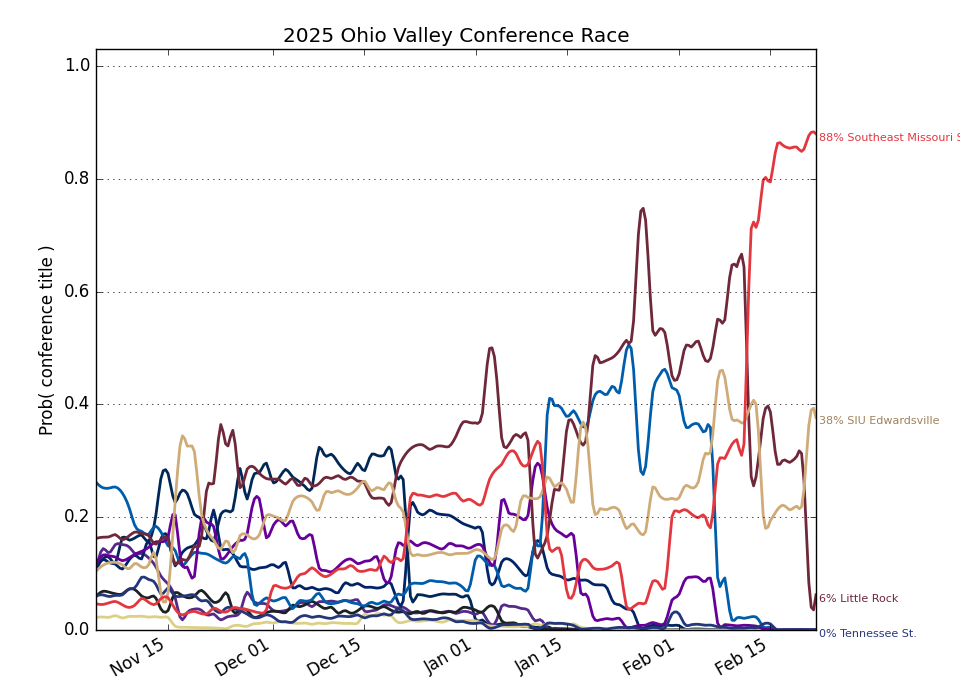 2025 Ohio Valley Conference Race
1.0
0.8
0.6
0.4
0.2
0.0
Prob( conference title )
88% Southeast Missouri S
38% SIU Edwardsville
6% Little Rock
0% Tennessee St.
Nov 15
Dec 01
Dec 15
Jan 01
Jan 15
Feb 01
Feb 15